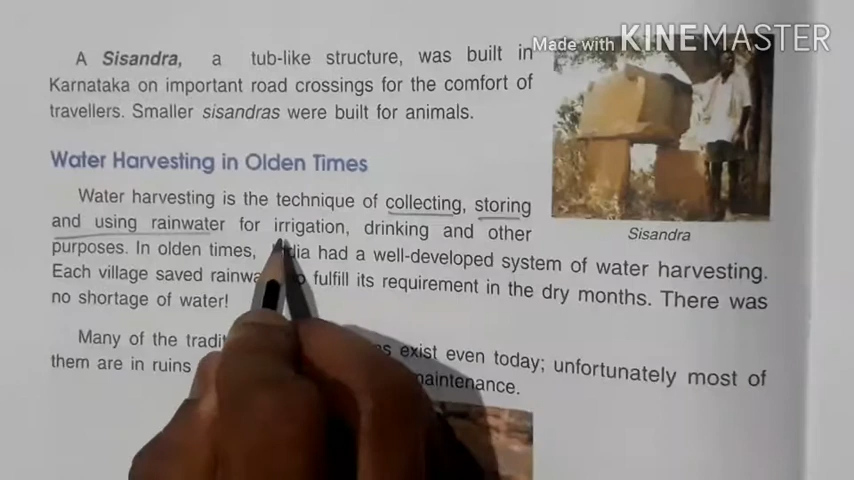 Made with KINEMASTER
A Sisandra, a tub-like structure, was built in
Karnataka on important road crossings for the comfort of
travellers. Smaller sisandras were built for animals.
Sisandra
Water Harvesting in Olden Times
Water harvesting is the technique of collecting, storing
and using rainwater for irrigation, drinking and other
purposes. In olden times, India had a well-developed system of water harvesting.
Each village saved fulfill its requirement in the dry months. There was
no shortage of water!
Many of the exist even today; unfortunately most of
them are in ruins maintenance.